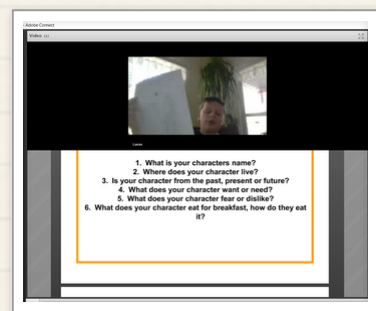 Adobe Connect
Video (1)
1. What is your characters name?
2. Where does your character live?
3. Is your character from the past, present or future?
4. What does your character want or need?
5. What does your character fear or dislike?
6. What does your character eat for breakfast, how do they eat
it?